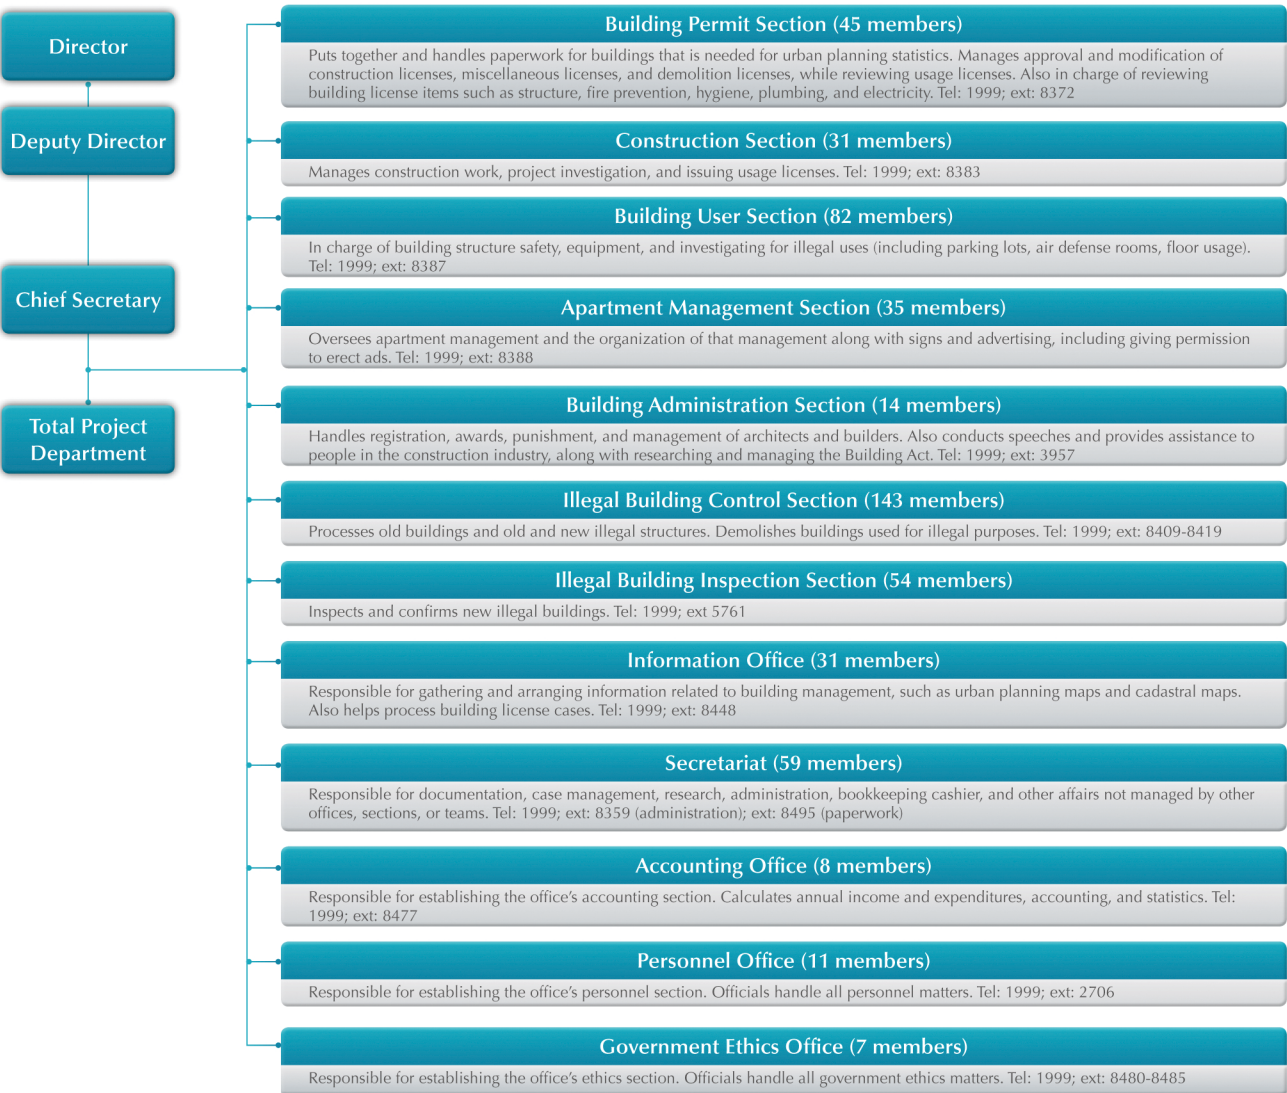 Director
Deputy Director
Chief Secretary
Total Project
Department
Building Permit Section (45 members)
Puts together and handles paperwork for buildings that is needed for urban planning statistics. Manages approval and modification of
construction licenses, miscellaneous licenses, and demolition licenses, while reviewing usage licenses. Also in charge of reviewing
building license items such as structure, fire prevention, hygiene, plumbing, and electricity. Tel: 1999; ext: 8372
Construction Section (31 members)
Manages construction work, project investigation, and issuing usage licenses. Tel: 1999; ext: 8383
Building User Section (82 members)
In charge of building structure safety, equipment, and investigating for illegal uses (including parking lots, air defense rooms, floor usage).
Tel: 1999; ext: 8387
Apartment Management Section (35 members)
Oversees apartment management and the organization of that management along with signs and advertising, including giving permission
to erect ads. Tel: 1999; ext: 8388
Building Administration Section (14 members)
Handles registration, awards, punishment, and management of architects and builders. Also conducts speeches and provides assistance to
people in the construction industry, along with researching and managing the Building Act. Tel: 1999; ext: 3957
Illegal Building Control Section (143 members)
Processes old buildings and old and new illegal structures. Demolishes buildings used for illegal purposes. Tel: 1999; ext: 8409-8419
Illegal Building Inspection Section (54 members)
Inspects and confirms new illegal buildings. Tel: 1999; ext 5761
Information Office (31 members)
Responsible for gathering and arranging information related to building management, such as urban planning maps and cadastral maps.
Also helps process building license cases. Tel: 1999; ext: 8448
Secretariat (59 members)
Responsible for documentation, case management, research, administration, bookkeeping cashier, and other affairs not managed by other
offices, sections, or teams. Tel: 1999; ext: 8359 (administration); ext: 8495 (paperwork)
Accounting Office (8 members)
Responsible for establishing the office's accounting section. Calculates annual income and expenditures, accounting, and statistics. Tel:
1999; ext: 8477
Personnel Office (11 members)
Responsible for establishing the office's personnel section. Officials handle all personnel matters. Tel: 1999; ext: 2706
Government Ethics Office (7 members)
Responsible for establishing the office's ethics section. Officials handle all government ethics matters. Tel: 1999; ext: 8480-8485